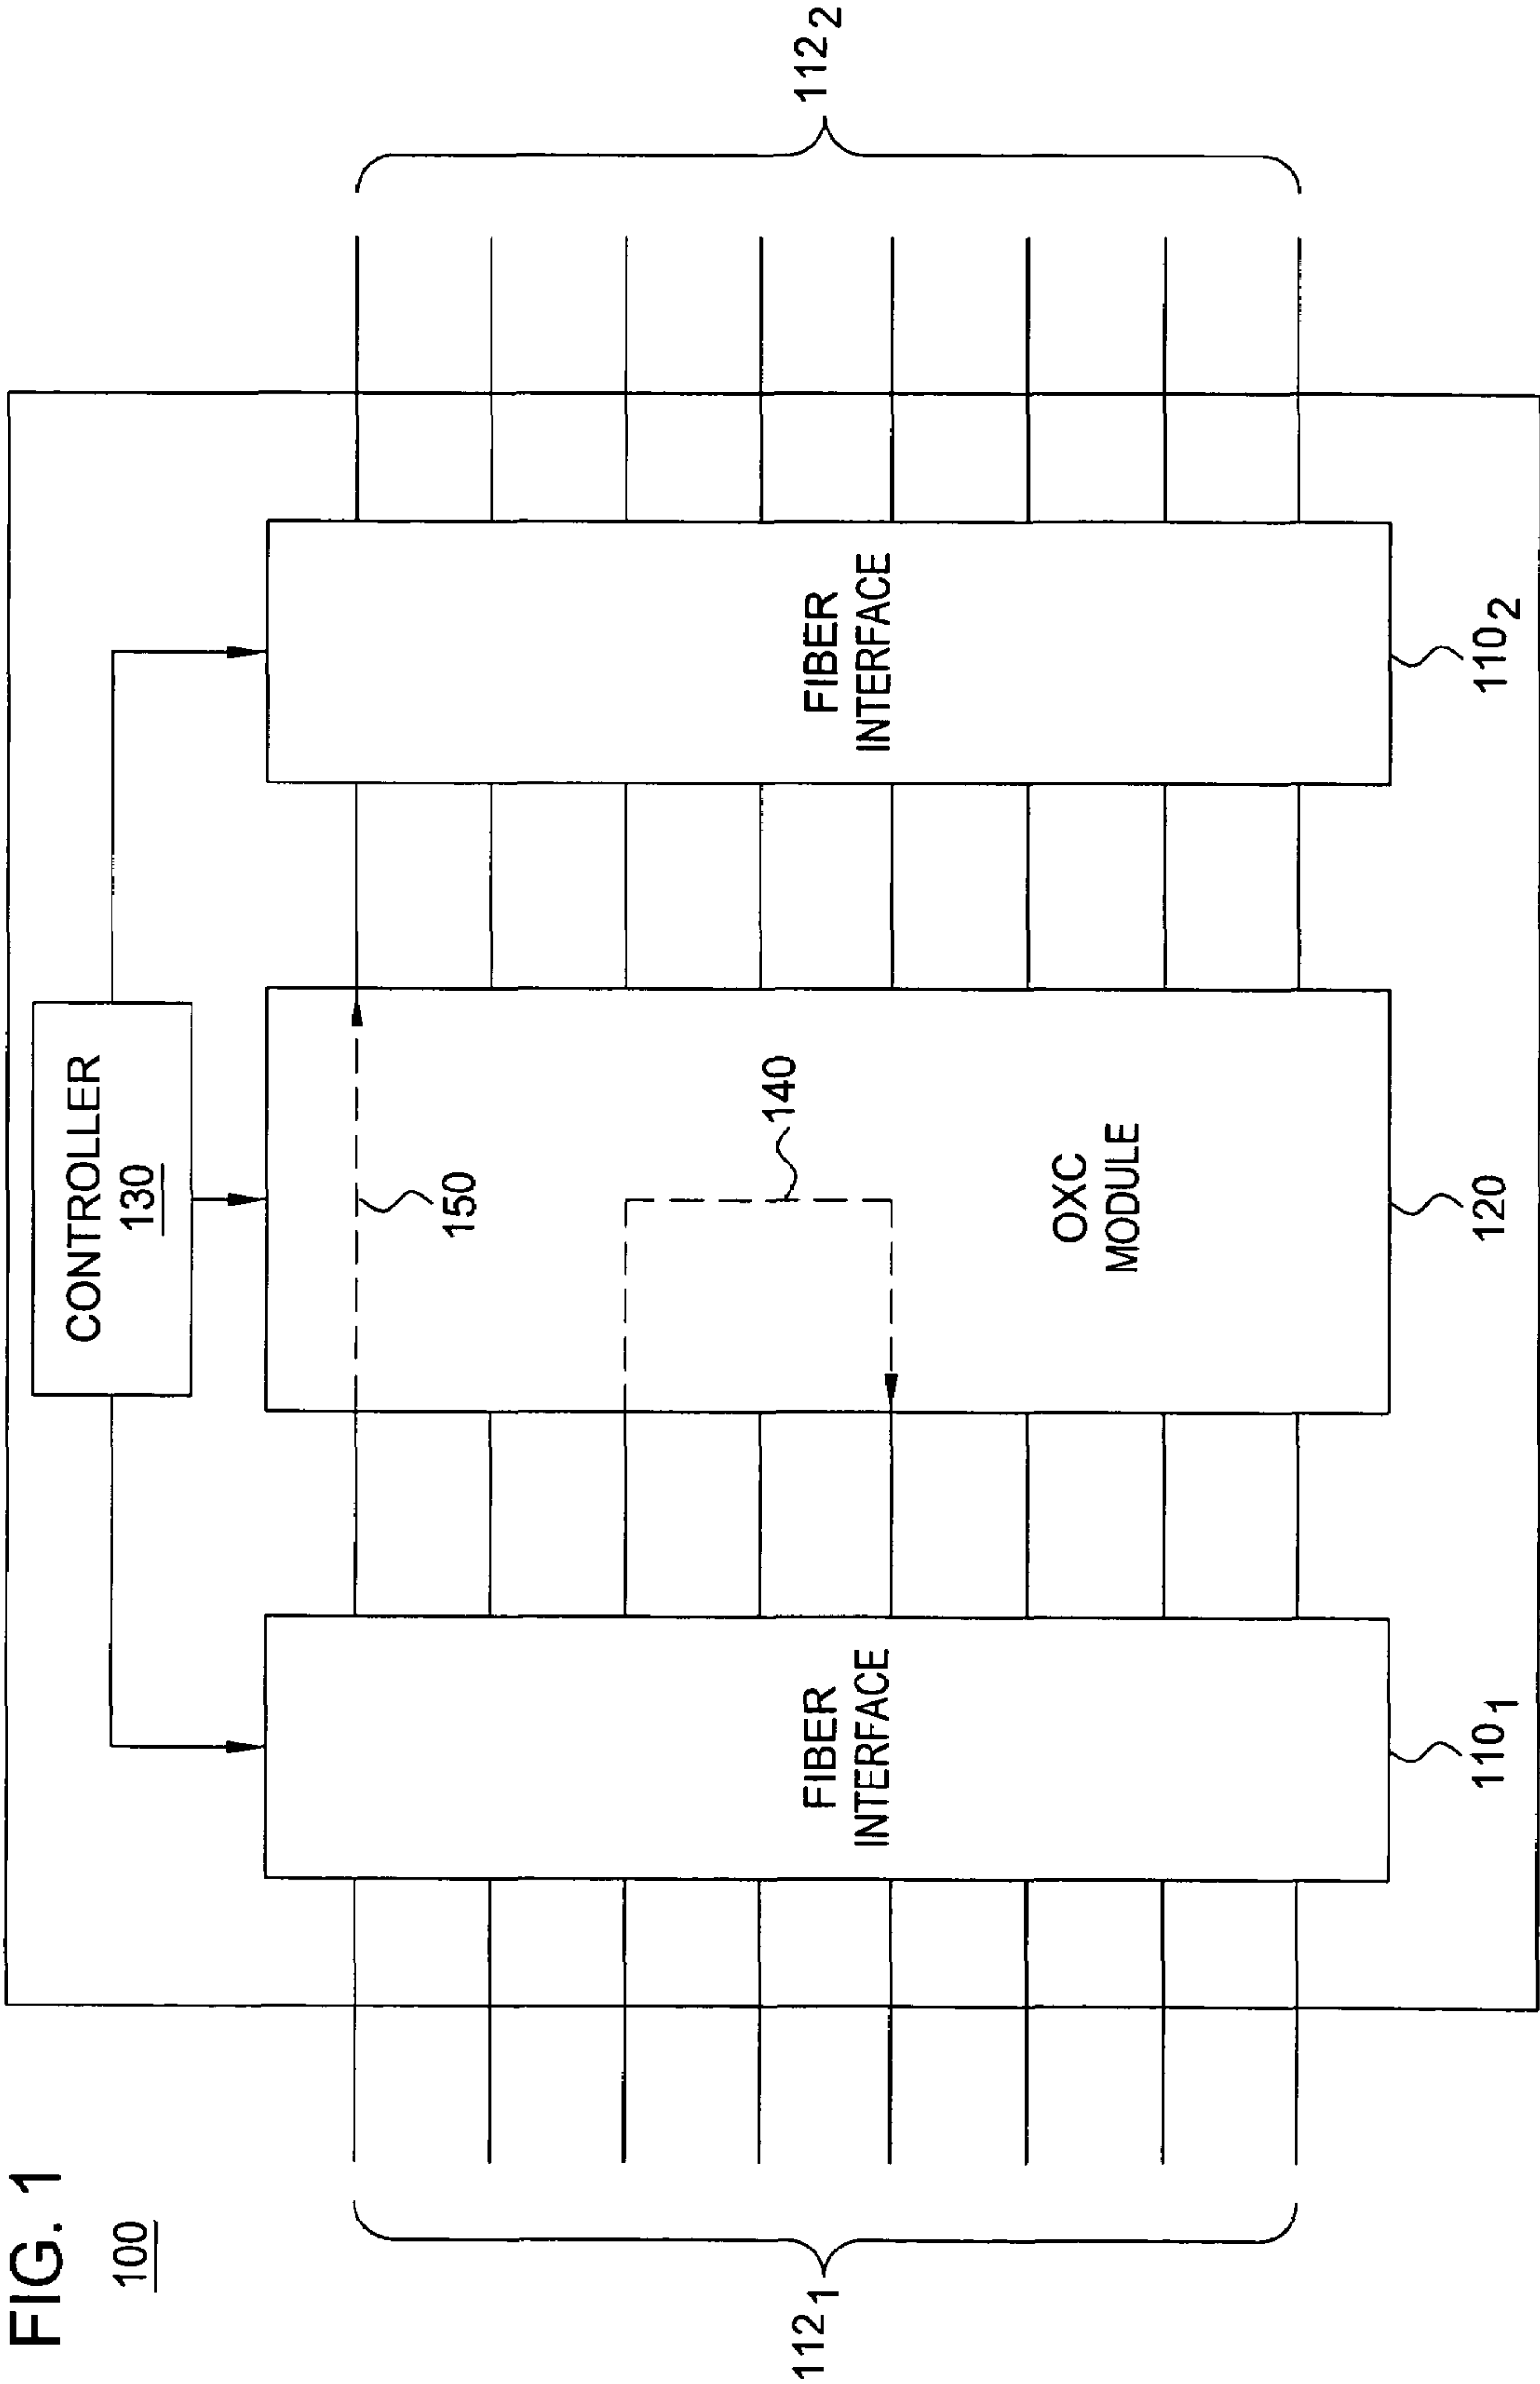 FIG. 1
100
CONTROLLER
130
112₁
FIBER
INTERFACE
110₁
150
140
OXC
MODULE
120
FIBER
INTERFACE
110₂
112₂